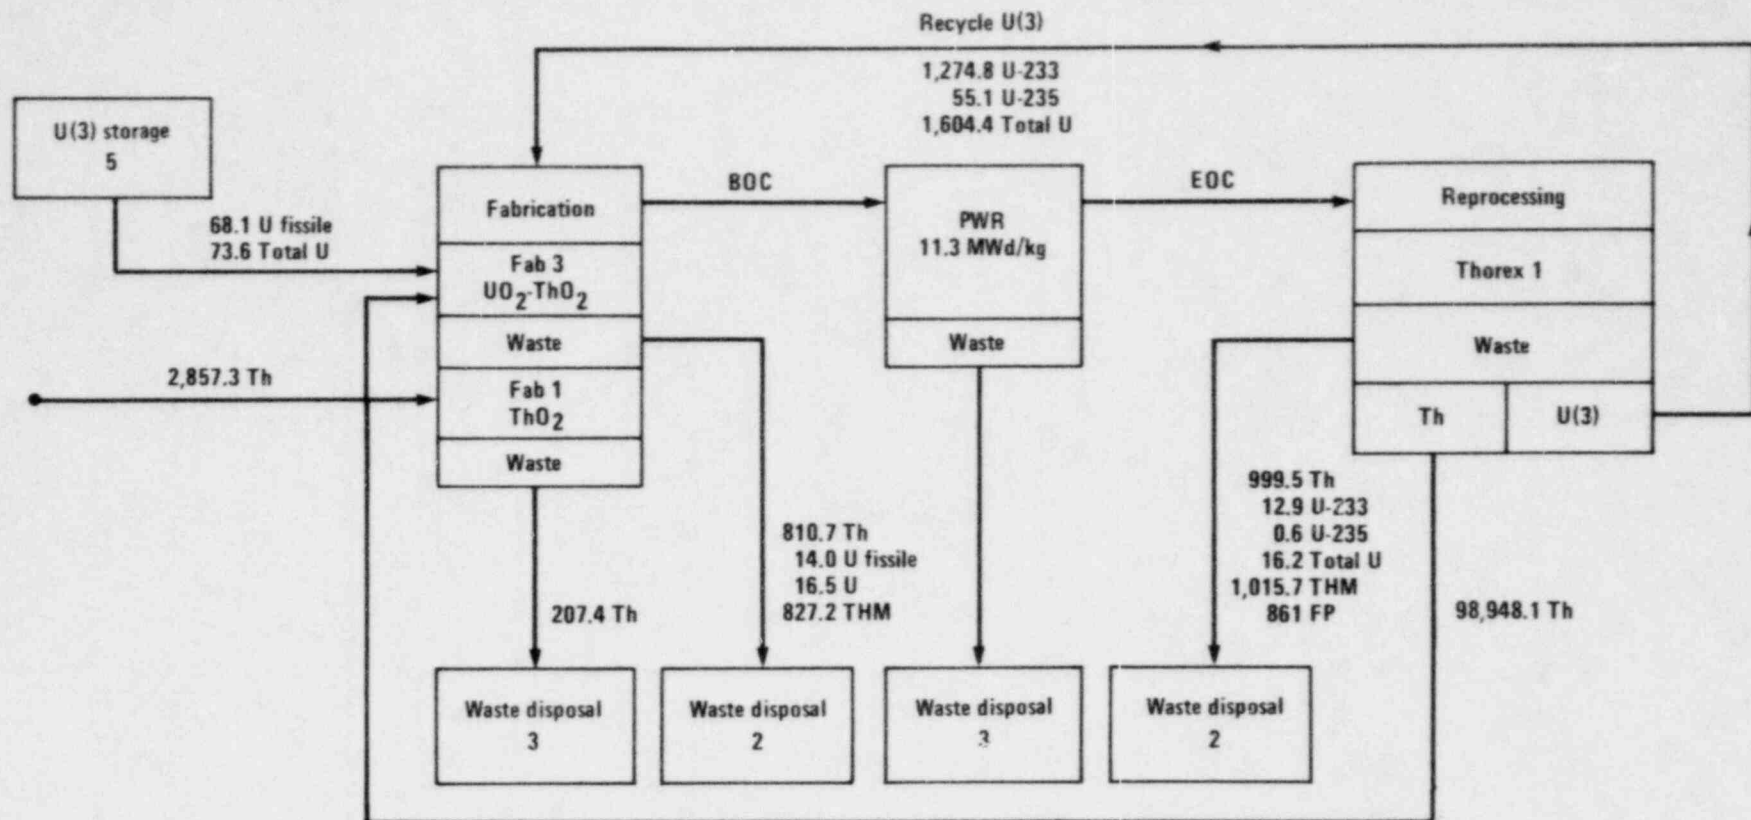 Recycle U(3)
1,274.8 U-233
55.1 U-235
1,604.4 Total U
U(3) storage
5
68.1 U fissile
73.6 Total U
2,857.3 Th
Fabrication
Fab 3
UO2-ThO2
Waste
Fab 1
ThO2
Waste
BOC
PWR
11.3 MWd/kg
Waste
EOC
Reprocessing
Thorex 1
Waste
Th
U(3)
207.4 Th
810.7 Th
14.0 U fissile
16.5 U
827.2 THM
999.5 Th
12.9 U-233
0.6 U-235
16.2 Total U
1,015.7 THM
861 FP
98,948.1 Th
Waste disposal
3
Waste disposal
2
Waste disposal
3
Waste disposal
2